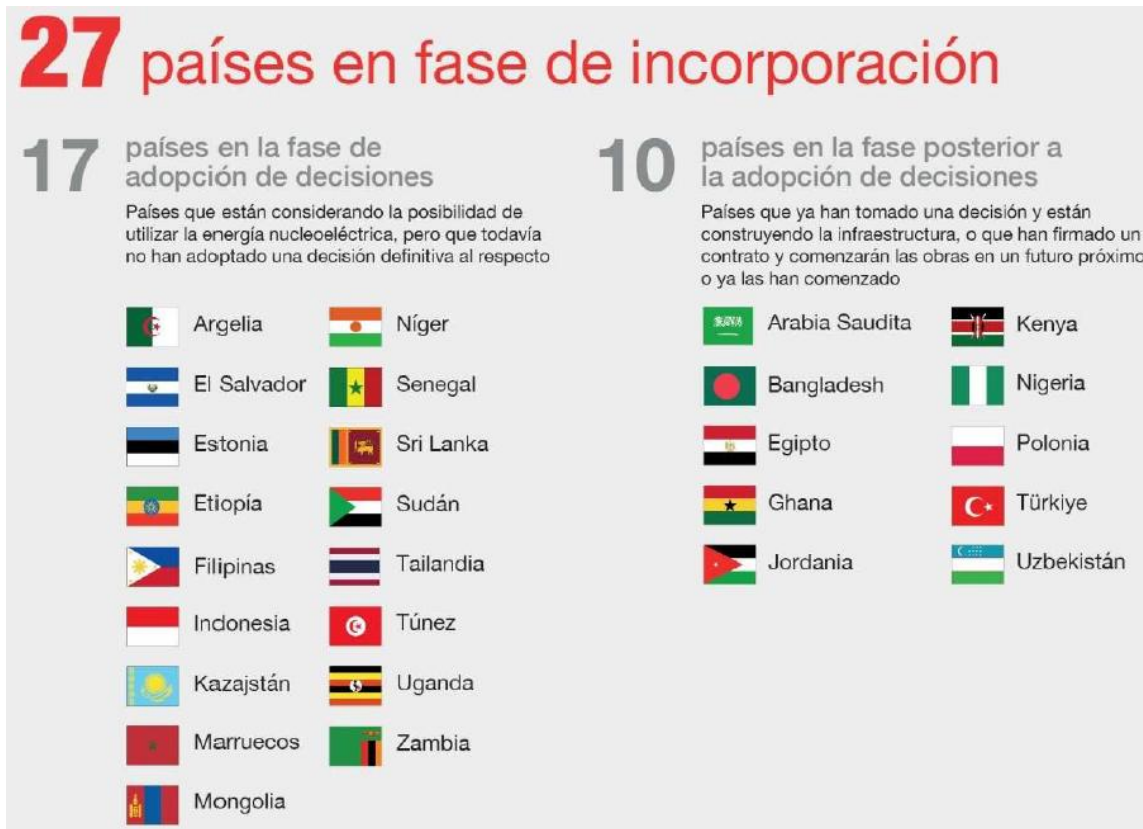 27 países en fase de incorporación
17 países en la fase de
adopción de decisiones
Países que están considerando la posibilidad de
utilizar la energía nucleoeléctrica, pero que todavía
no han adoptado una decisión definitiva al respecto
Argelia
El Salvador
Estonia
Etiopía
Filipinas
Indonesia
Kazajstán
Marruecos
Mongolia
Níger
Senegal
Sri Lanka
Sudán
Tailandia
Túnez
Uganda
Zambia
10 países en la fase posterior a
la adopción de decisiones
Países que ya han tomado una decisión y están
construyendo la infraestructura, o que han firmado un
contrato y comenzarán las obras en un futuro próximo
o ya las han comenzado
Arabia Saudita
Bangladesh
Egipto
Ghana
Jordania
Kenya
Nigeria
Polonia
Türkiye
Uzbekistán